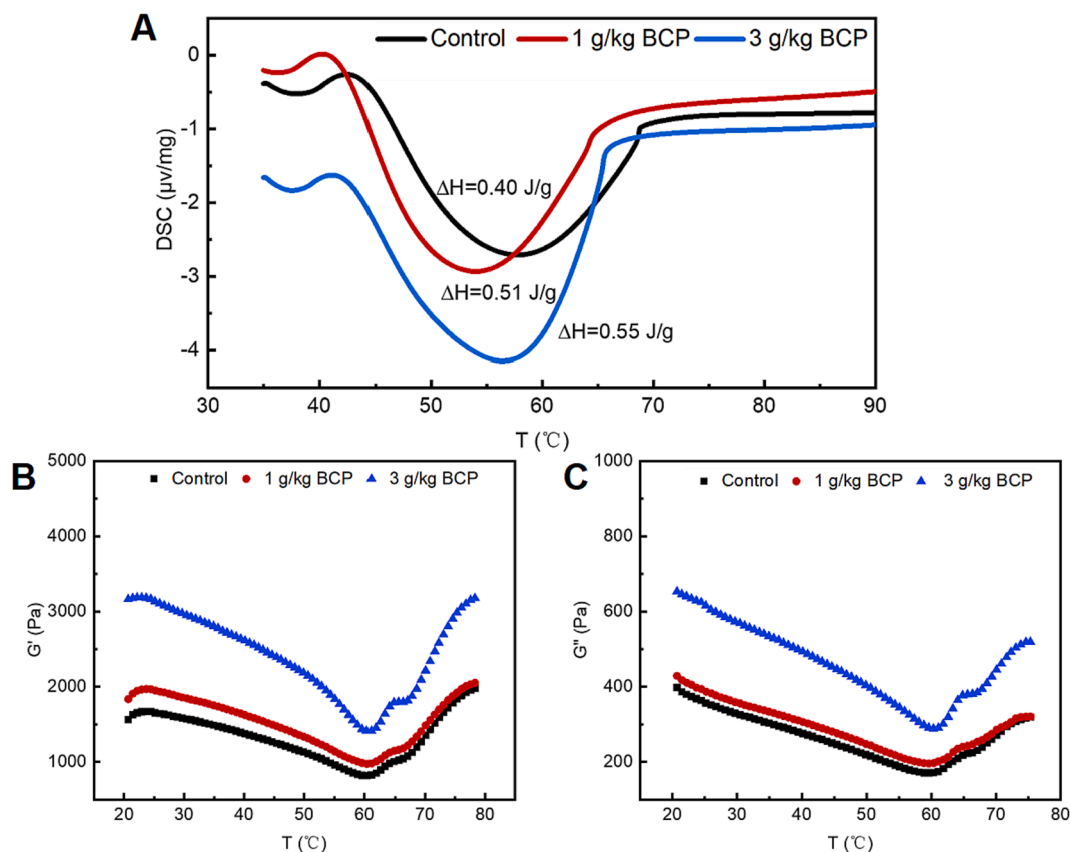 A
Control 1 g/kg BCP 3 g/kg BCP
0
-1
-2
-3
-4
DSC (μv/mg)
ΔH=0.40 J/g
ΔH=0.51 J/g
ΔH=0.55 J/g
30 40 50 60 70 80 90
T (℃)
B
Control 1 g/kg BCP 3 g/kg BCP
5000
4000
3000
2000
1000
G' (Pa)
20 30 40 50 60 70 80
T (℃)
C
Control 1 g/kg BCP 3 g/kg BCP
1000
800
600
400
200
G" (Pa)
20 30 40 50 60 70 80
T (℃)